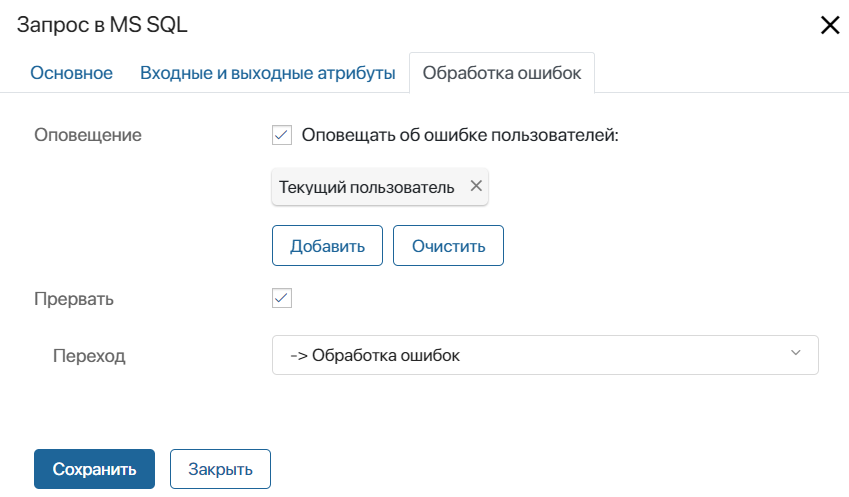 Запрос в MS SQL
Основное Входные и выходные атрибуты Обработка ошибок
Оповещение Оповещать об ошибке пользователей:
Текущий пользователь
Добавить Очистить
Прервать
Переход -> Обработка ошибок
Сохранить Закрыть